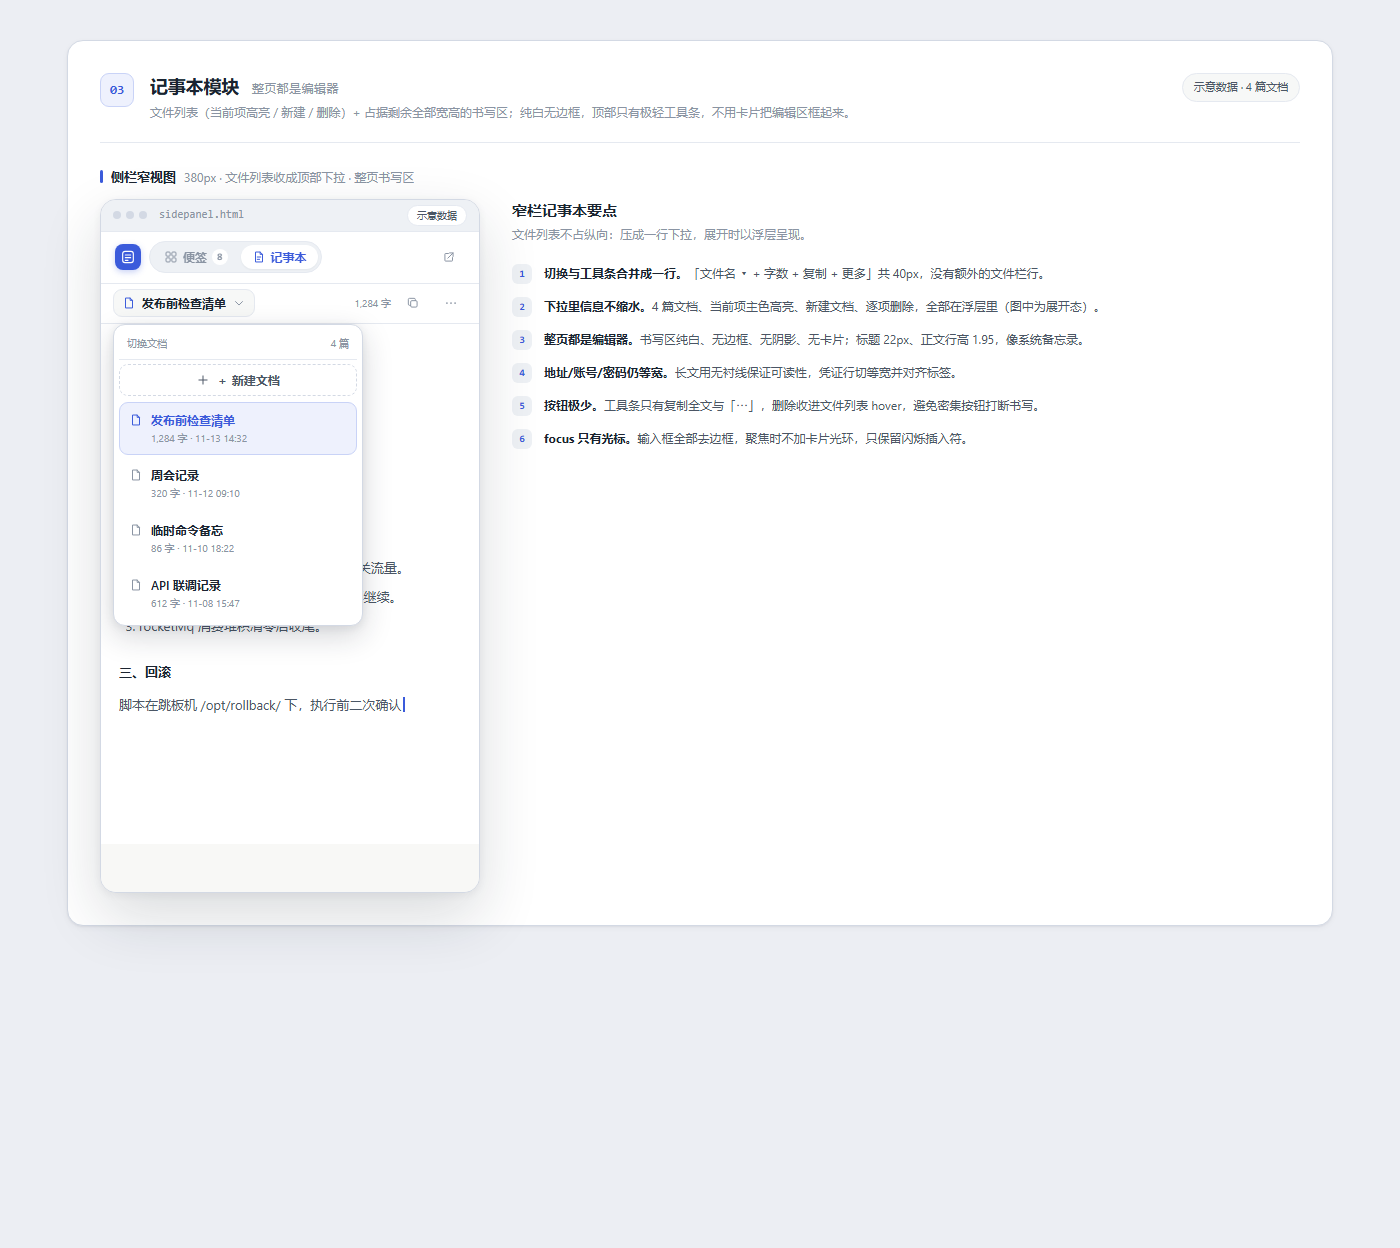 03
记事本模块 整页都是编辑器
文件列表（当前项高亮 / 新建 / 删除）+ 占据剩余全部宽高的书写区；纯白无边框，顶部只有极轻工具条，不用卡片把编辑区框起来。
示意数据 · 4 篇文档
侧栏窄视图 380px · 文件列表收成顶部下拉 · 整页书写区
sidepanel.html 示意数据
便签 8 记事本
发布前检查清单 1,284 字 ···
切换文档 4 篇
+ 新建文档
发布前检查清单
1,284 字 · 11-13 14:32
周会记录
320 字 · 11-12 09:10
临时命令备忘
86 字 · 11-10 18:22
API 联调记录
612 字 · 11-08 15:47
关流量。
继续。
3. rocketmq 消费堆积清零后收尾。
三、回滚
脚本在跳板机 /opt/rollback/ 下，执行前二次确认
窄栏记事本要点
文件列表不占纵向：压成一行下拉，展开时以浮层呈现。
1 切换与工具条合并成一行。「文件名 ▾ + 字数 + 复制 + 更多」共 40px，没有额外的文件栏行。
2 下拉里信息不缩水。4 篇文档、当前项主色高亮、新建文档、逐项删除，全部在浮层里（图中为展开态）。
3 整页都是编辑器。书写区纯白、无边框、无阴影、无卡片；标题 22px、正文行高 1.95，像系统备忘录。
4 地址/账号/密码仍等宽。长文用无衬线保证可读性，凭证行切等宽并对齐标签。
5 按钮极少。工具条只有复制全文与「···」，删除收进文件列表 hover，避免密集按钮打断书写。
6 focus 只有光标。输入框全部去边框，聚焦时不加卡片光环，只保留闪烁插入符。